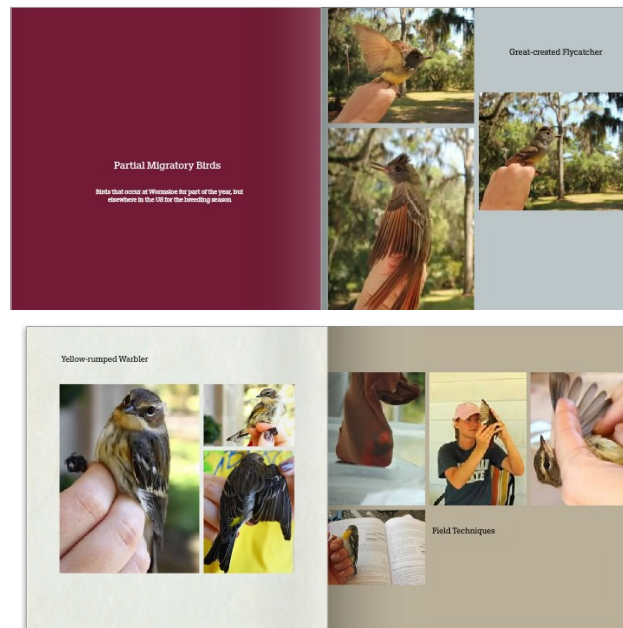 Partial Migratory Birds
Birds that occur at Wormsloe for part of the year, but
elsewhere in the US for the breeding season
Great-crested Flycatcher
Yellow-rumped Warbler
Field Techniques